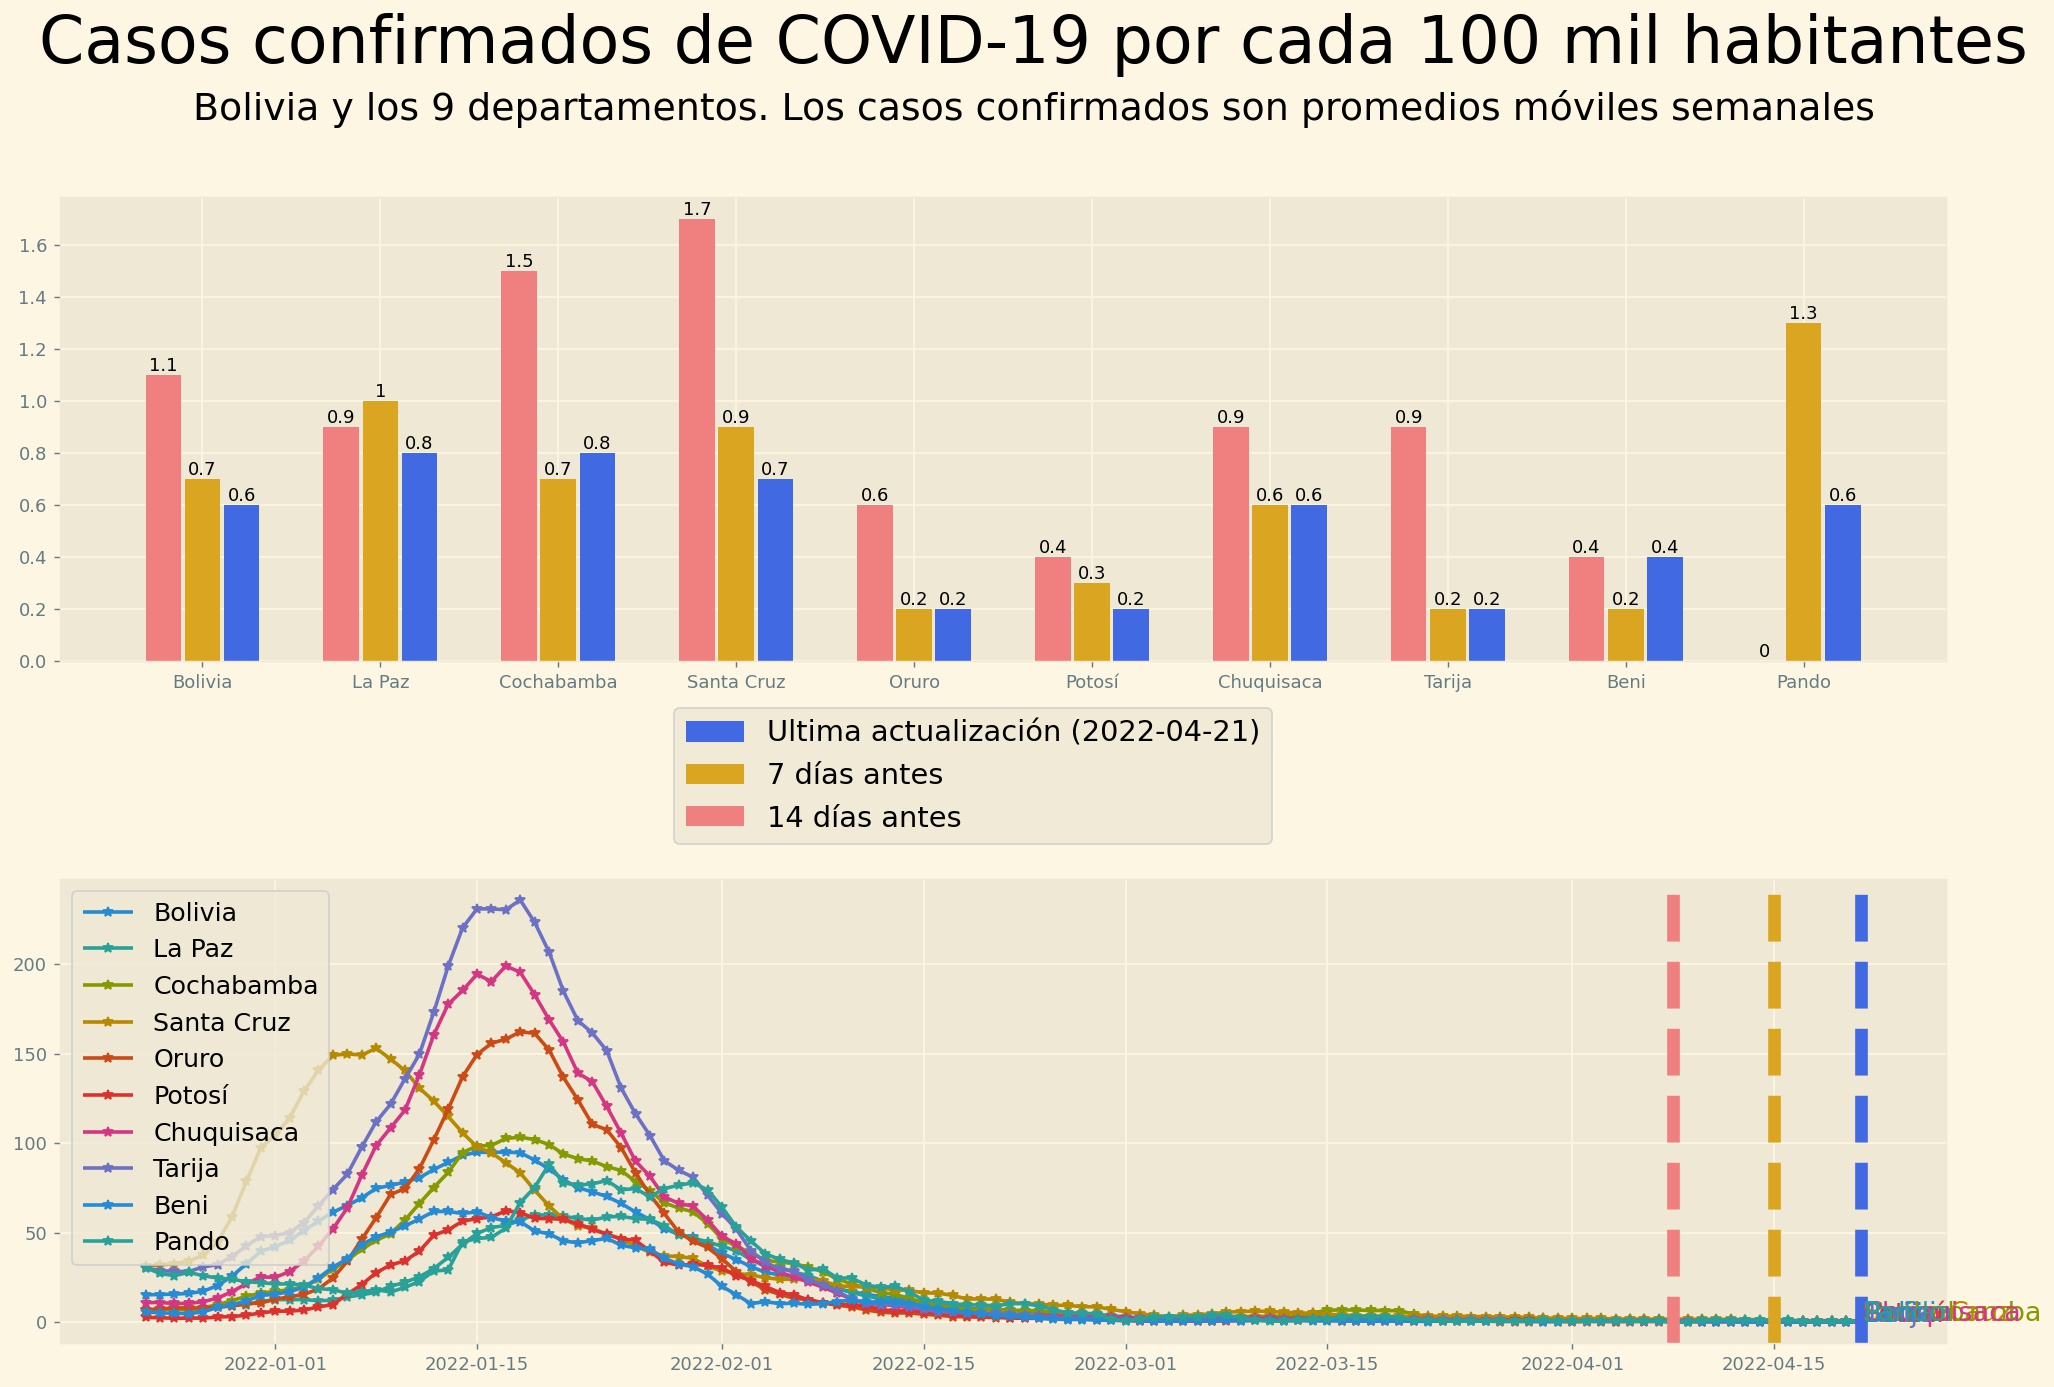 Casos confirmados de COVID-19 por cada 100 mil habitantes
Bolivia y los 9 departamentos. Los casos confirmados son promedios móviles semanales
1.7
1.6
1.5
1.4
1.3
1.2
1.1
1
1.0
0.9
0.9
0.9
0.9
0.8
0.8
0.8
0.7
0.7
0.7
0.6
0.6
0.6
0.6
0.6
0.6
0.4
0.4
0.4
0.4
0.3
0.2
0.2
0.2
0.2
0.2
0.2
0.2
0
0.0
Bolivia La Paz Cochabamba Santa Cruz Oruro Potosí Chuquisaca Tarija Beni Pando
Ultima actualización (2022-04-21)
7 días antes
14 días antes
Bolivia
La Paz
Cochabamba
Santa Cruz
Oruro
Potosí
Chuquisaca
Tarija
Beni
Pando
200
150
100
50
0
2022-01-01 2022-01-15 2022-02-01 2022-02-15 2022-03-01 2022-03-15 2022-04-01 2022-04-15